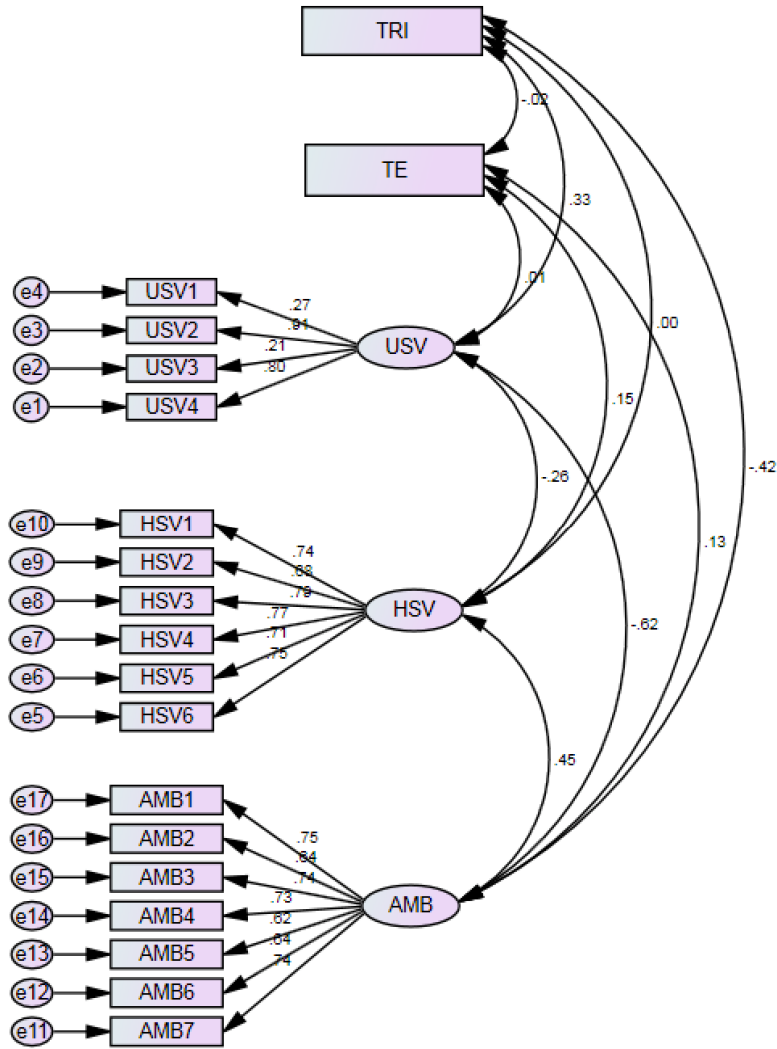 TRI
-.02
TE
.33
.01
e4 USV1
.27
e3 USV2
.91
USV
.00
e2 USV3
.21
.80
e1 USV4
.15
-.42
-.26
e10 HSV1
.13
.74
e9 HSV2
.68
e8 HSV3
.79
HSV
.77
-.62
e7 HSV4
.71
e6 HSV5
.75
e5 HSV6
.45
e17 AMB1
.75
e16 AMB2
.64
e15 AMB3
.74
.73
AMB
e14 AMB4
.62
e13 AMB5
.64
.74
e12 AMB6
e11 AMB7